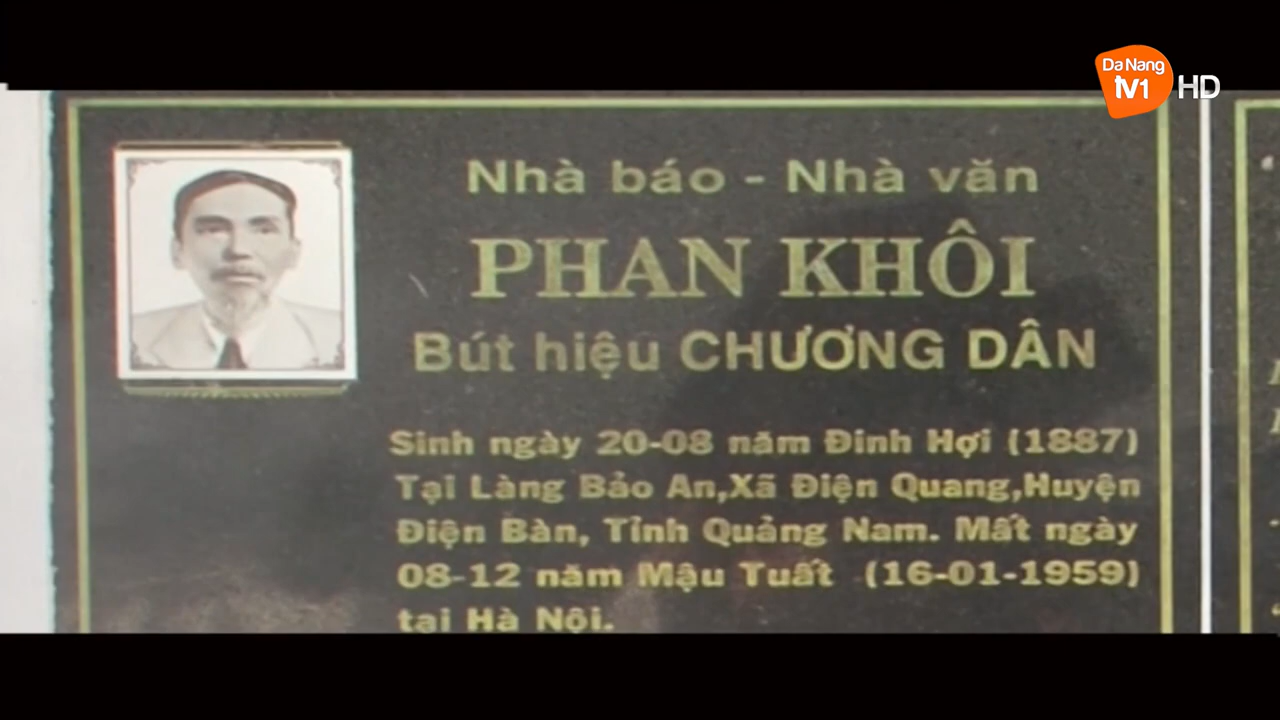 Da Nang
TV1 HD
Nhà báo - Nhà văn
PHAN KHÔI
Bút hiệu CHƯƠNG DÂN
Sinh ngày 20-08 năm Đinh Hợi (1887)
Tại Làng Bảo An,Xã Điện Quang,Huyện
Điện Bàn, Tỉnh Quảng Nam. Mất ngày
08-12 năm Mậu Tuất (16-01-1959)
tại Hà Nội.